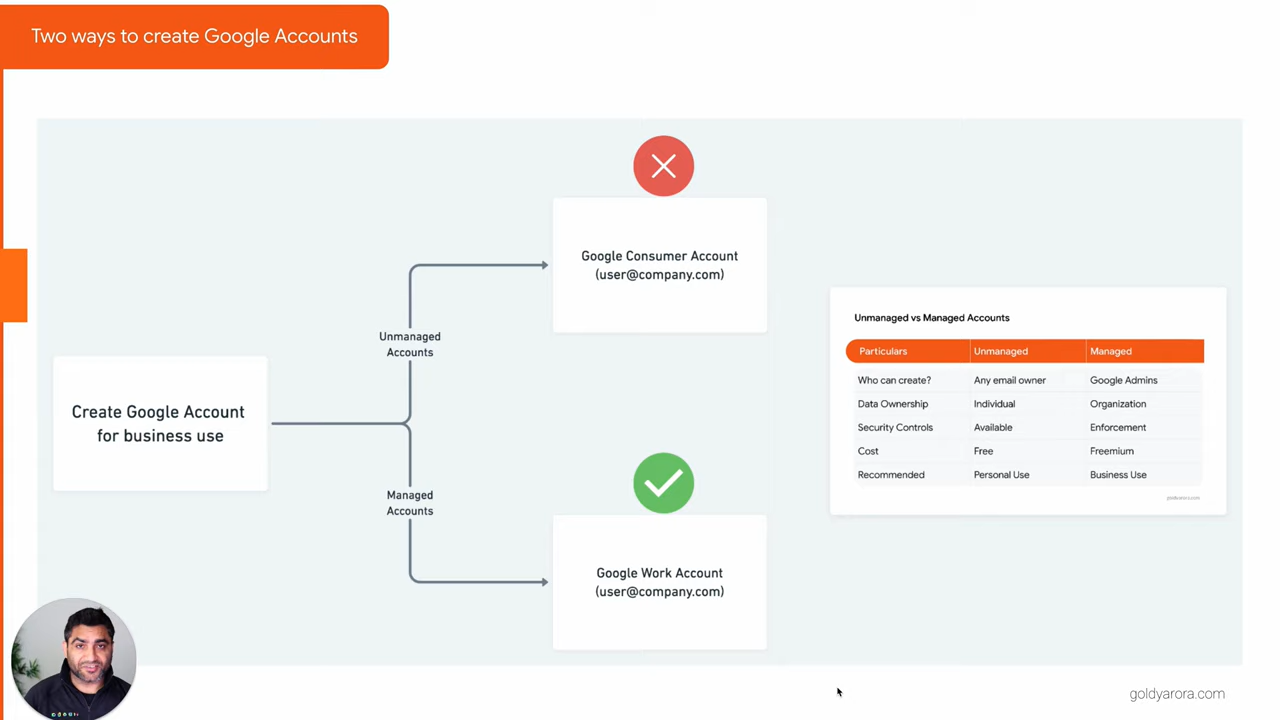 Two ways to create Google Accounts
Google Consumer Account
(user@company.com)
Unmanaged
Accounts
Create Google Account
for business use
Managed
Accounts
Google Work Account
(user@company.com)
Unmanaged vs Managed Accounts
Particulars Unmanaged Managed
Who can create? Any email owner Google Admins
Data Ownership Individual Organization
Security Controls Available Enforcement
Cost Free Freemium
Recommended Personal Use Business Use
goldyarora.com
goldyarora.com